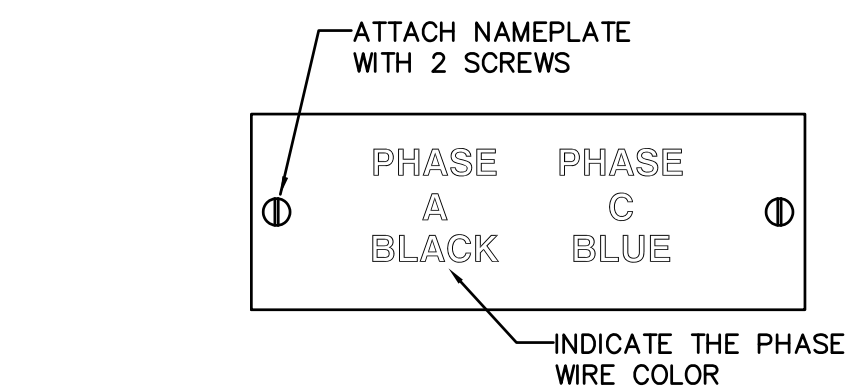 ATTACH NAMEPLATE
WITH 2 SCREWS
PHASE PHASE
A C
BLACK BLUE
INDICATE THE PHASE
WIRE COLOR